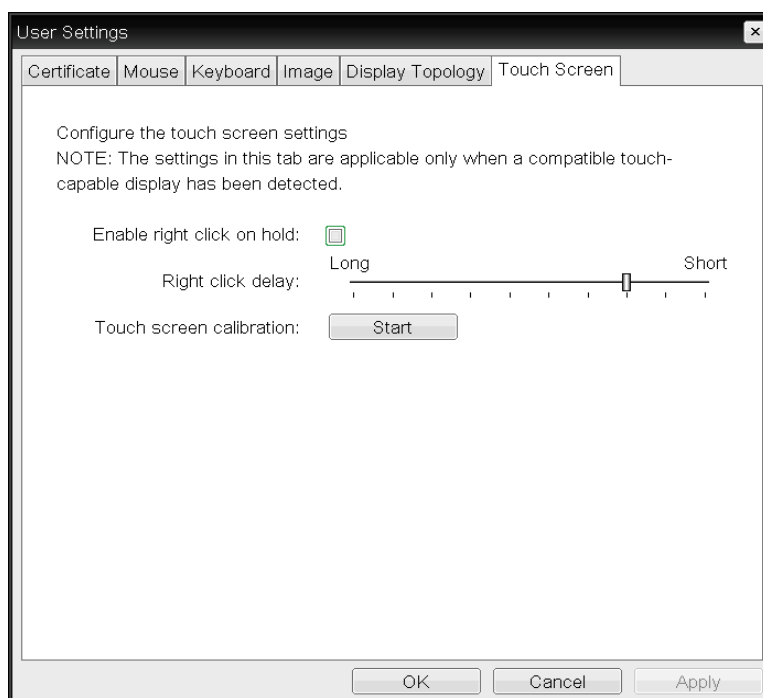 User Settings
Certificate Mouse Keyboard Image Display Topology Touch Screen
Configure the touch screen settings
NOTE: The settings in this tab are applicable only when a compatible touch-
capable display has been detected.
Enable right click on hold:
Long Short
Right click delay:
Touch screen calibration: Start
OK Cancel Apply